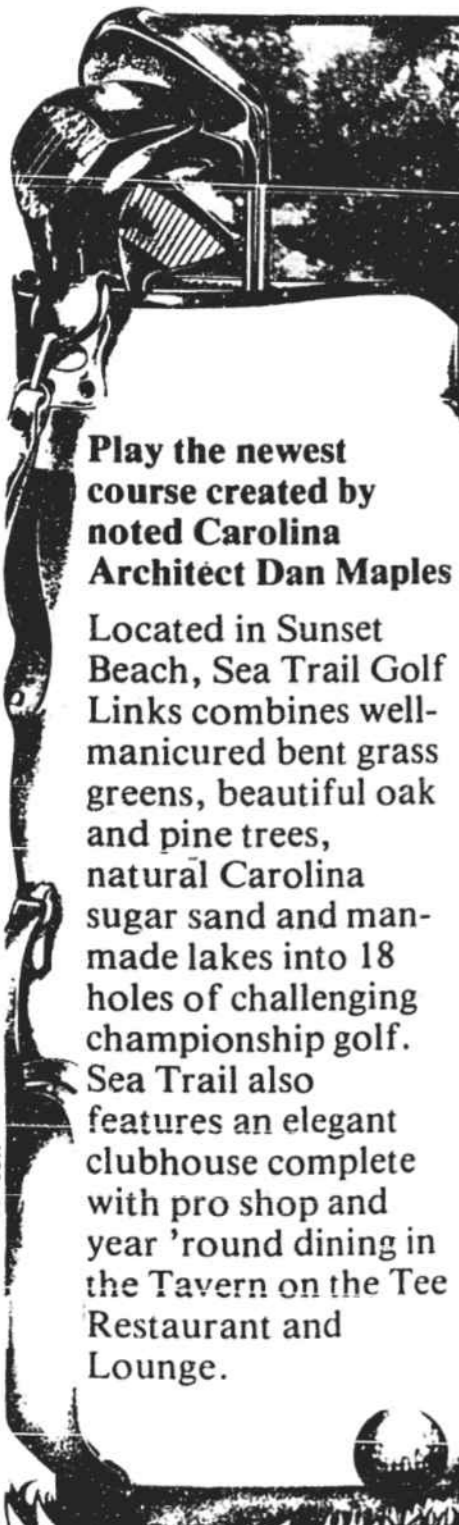 Play the newest
course created by
noted Carolina
Architect Dan Maples
Located in Sunset
Beach, Sea Trail Golf
Links combines well-
manicured bent grass
greens, beautiful oak
and pine trees,
natural Carolina
sugar sand and man-
made lakes into 18
holes of challenging
championship golf.
Sea Trail also
features an elegant
clubhouse complete
with pro shop and
year 'round dining in
the Tavern on the Tee
Restaurant and
Lounge.